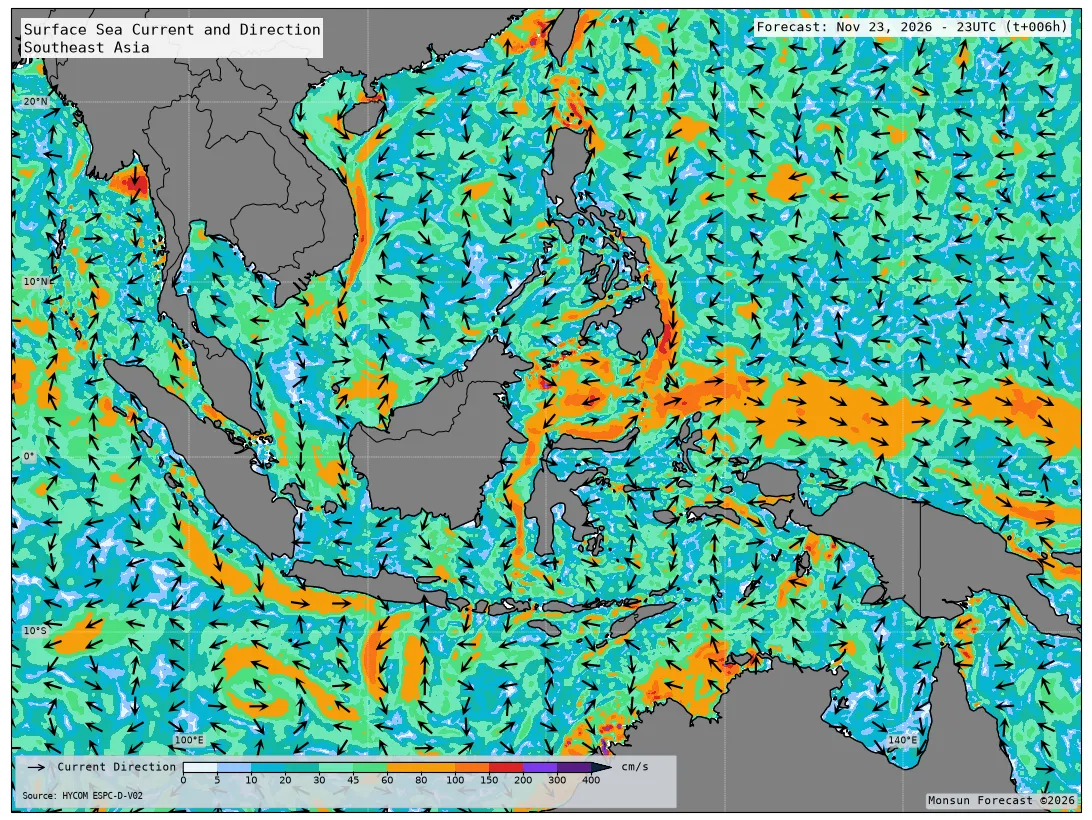 Surface Sea Current and Direction
Southeast Asia
Forecast: Nov 23, 2026 - 23UTC (t+006h)
20°N
10°N
0°
10°S
100°E
140°E
Current Direction
cm/s
0 5 10 20 30 45 60 80 100 150 200 300 400
Source: HYCOM ESPC-D-V02
Monsun Forecast ©2026